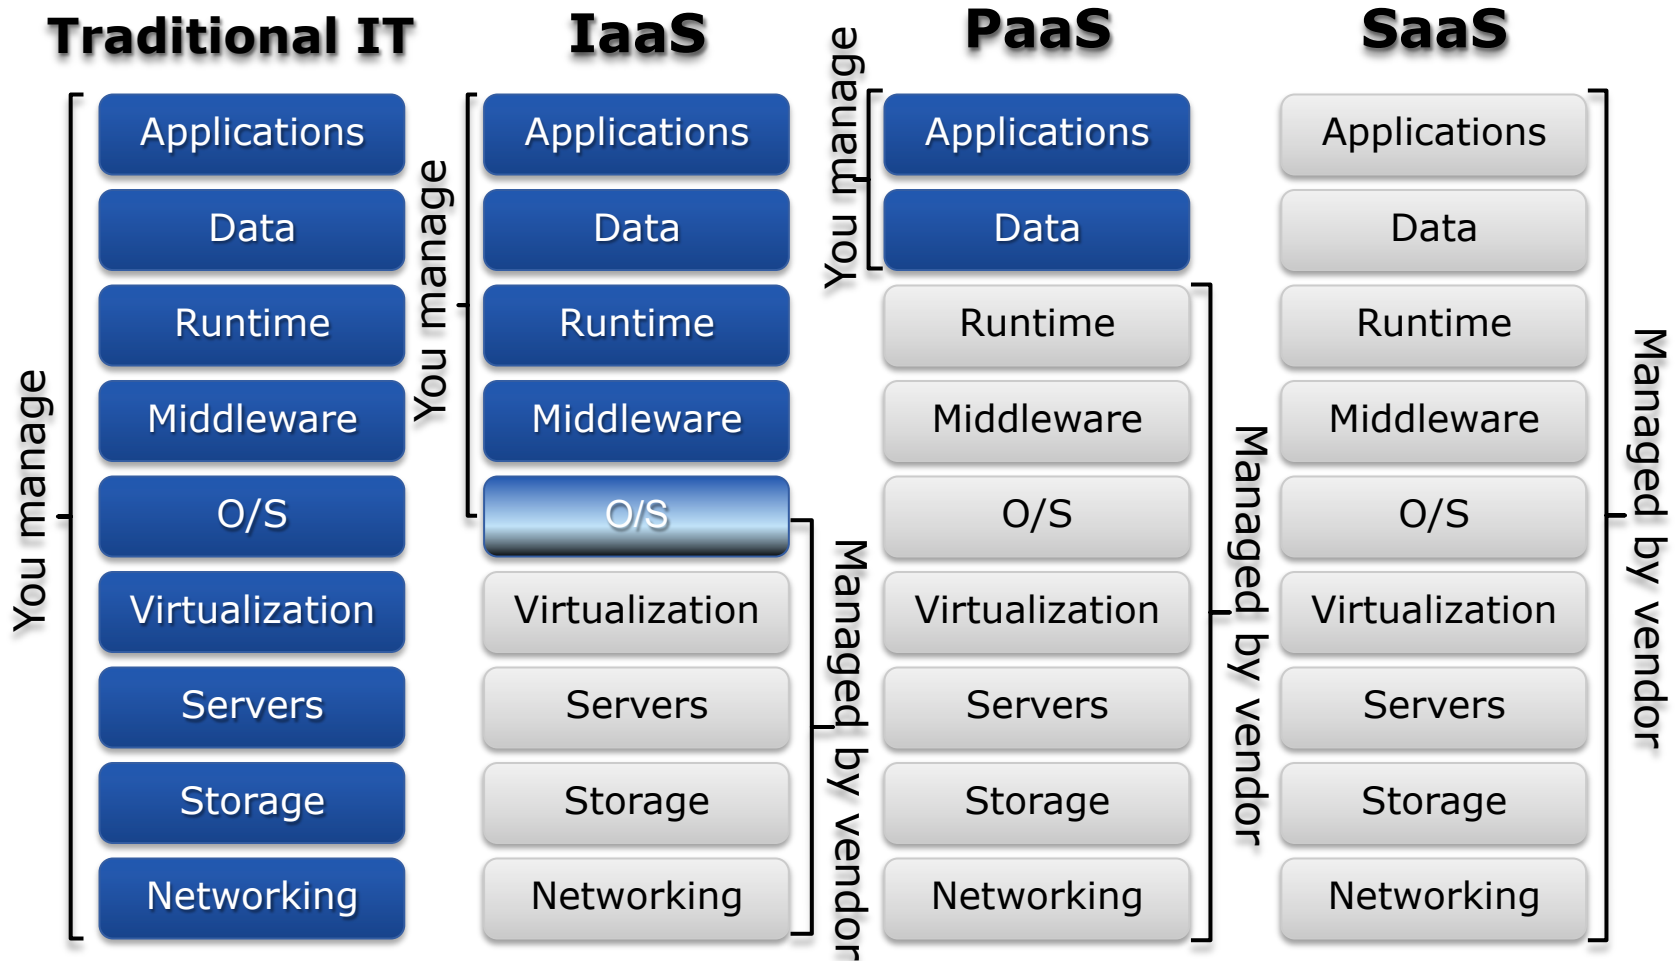 Traditional IT
You manage
Applications
Data
Runtime
Middleware
O/S
Virtualization
Servers
Storage
Networking
IaaS
You manage
Applications
Data
Runtime
Middleware
O/S
Virtualization
Servers
Storage
Networking
Managed by vendor
PaaS
You manage
Applications
Data
Runtime
Middleware
O/S
Virtualization
Servers
Storage
Networking
Managed by vendor
SaaS
Applications
Data
Runtime
Middleware
O/S
Virtualization
Servers
Storage
Networking
Managed by vendor